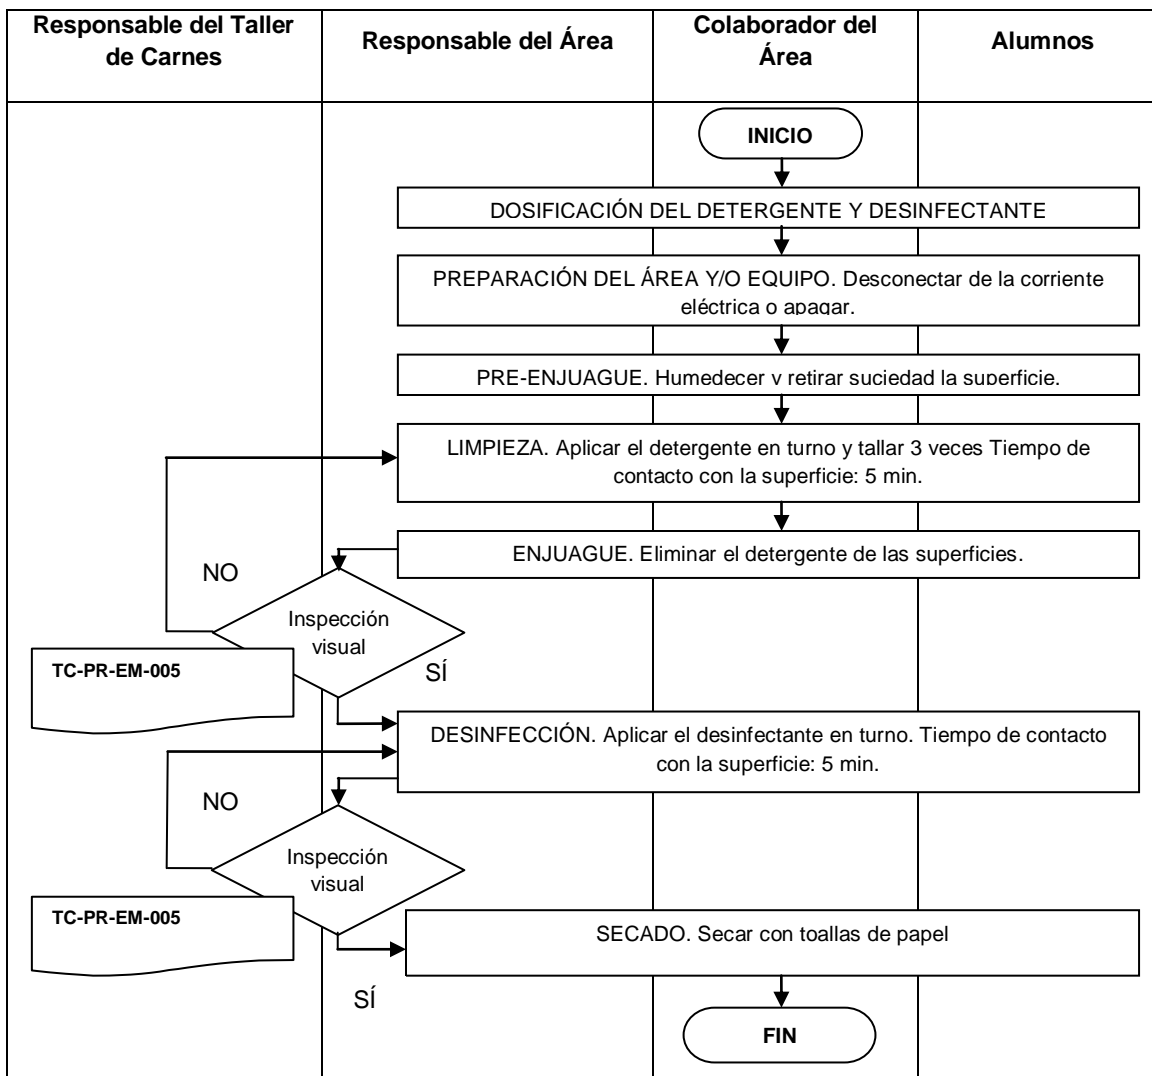 Responsable del Taller
de Carnes
Responsable del Área
Colaborador del
Área
Alumnos
INICIO
DOSIFICACIÓN DEL DETERGENTE Y DESINFECTANTE
PREPARACIÓN DEL ÁREA Y/O EQUIPO. Desconectar de la corriente
eléctrica o apagar.
PRE-ENJUAGUE. Humedecer y retirar suciedad la superficie.
LIMPIEZA. Aplicar el detergente en turno y tallar 3 veces Tiempo de
contacto con la superficie: 5 min.
ENJUAGUE. Eliminar el detergente de las superficies.
NO
Inspección
visual
SÍ
TC-PR-EM-005
DESINFECCIÓN. Aplicar el desinfectante en turno. Tiempo de contacto
con la superficie: 5 min.
NO
Inspección
visual
TC-PR-EM-005
SECADO. Secar con toallas de papel
SÍ
FIN